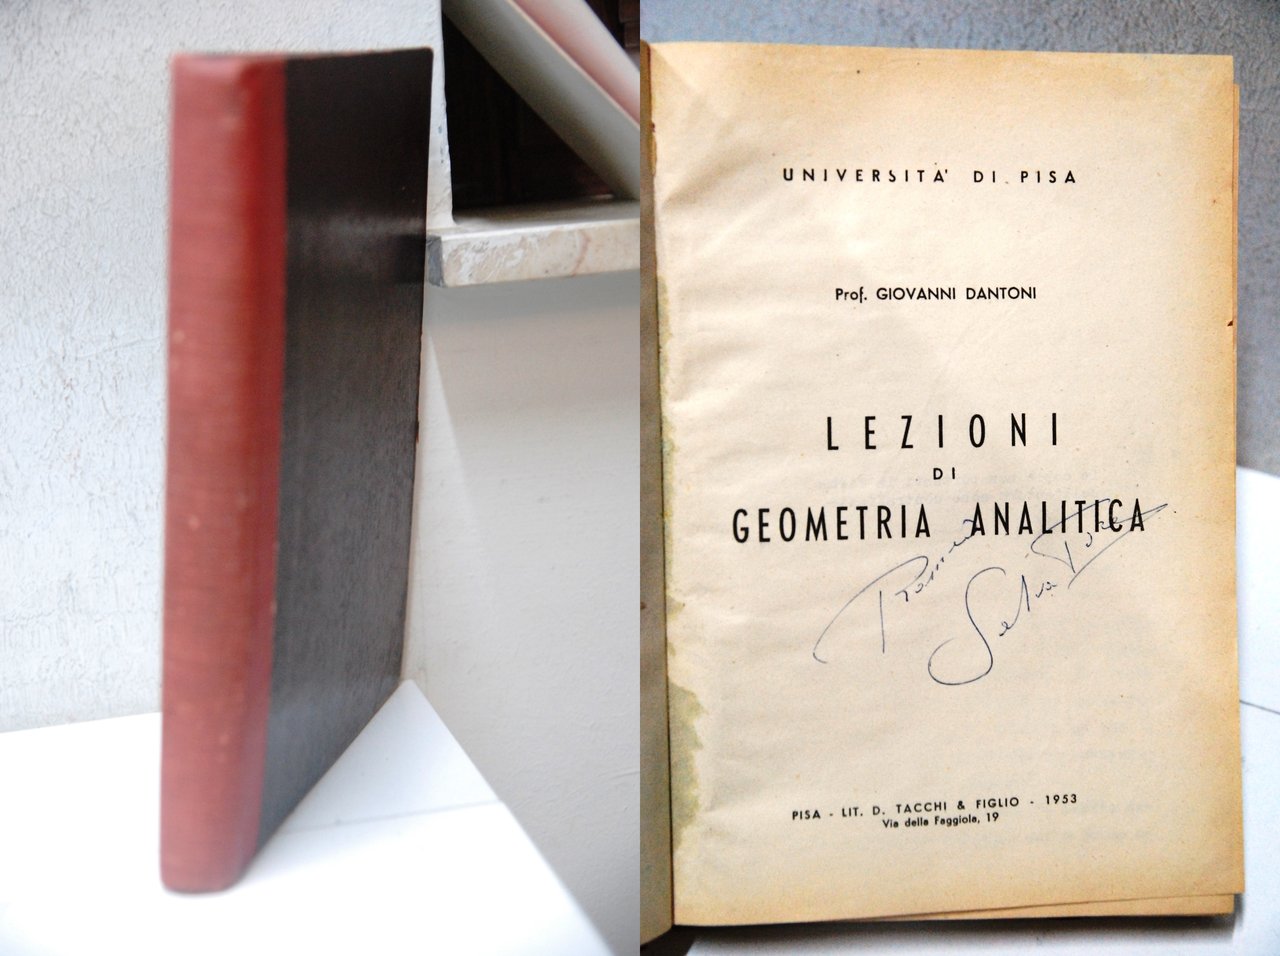 UNIVERSITA' DI PISA
Prof. GIOVANNI DANTONI
LEZIONI
DI
GEOMETRIA ANALITICA
Salvatore
PISA - LIT. D. TACCHI & FIGLIO - 1953
Via della Faggiola, 19